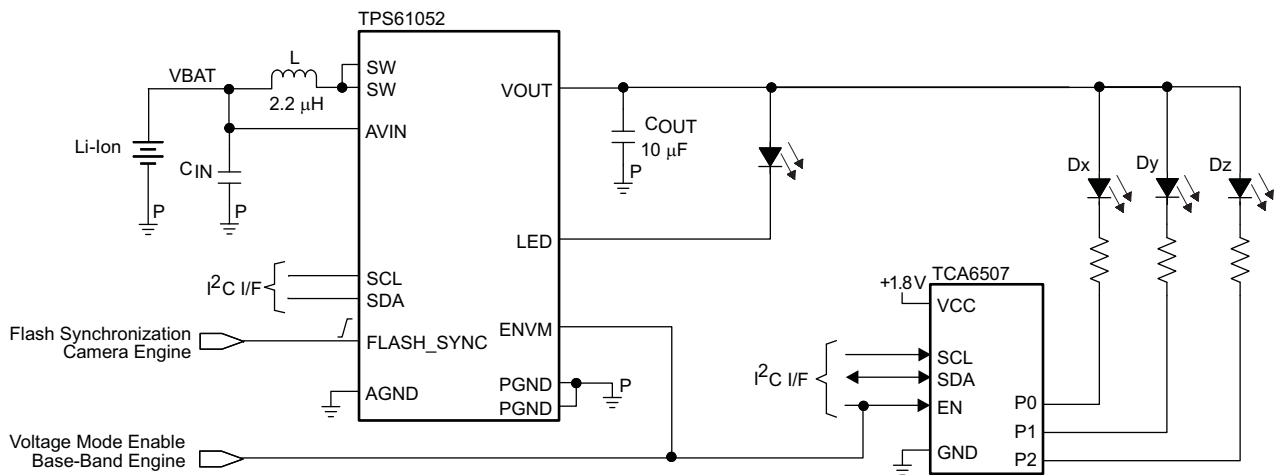 TPS61052
L
VBAT
2.2 μH
SW
SW
VOUT
AVIN
Li-Ion
CIN
P
P
COUT
10 μF
P
Dx
Dy
Dz
LED
I²C I/F
SCL
SDA
TCA6507
+1.8 V
VCC
Flash Synchronization
Camera Engine
FLASH_SYNC
ENVM
I²C I/F
SCL
SDA
EN
AGND
PGND
PGND
P
P0
P1
P2
GND
Voltage Mode Enable
Base-Band Engine